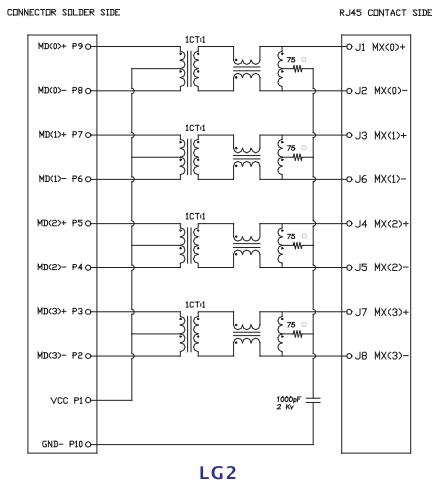 CONNECTOR SOLDER SIDE RJ45 CONTACT SIDE
MD(0)+ P9 1CT:1 75 Ω J1 MX(0)+
MD(0)- P8 J2 MX(0)-
MD(1)+ P7 1CT:1 75 Ω J3 MX(1)+
MD(1)- P6 J6 MX(1)-
MD(2)+ P5 1CT:1 75 Ω J4 MX(2)+
MD(2)- P4 J5 MX(2)-
MD(3)+ P3 1CT:1 75 Ω J7 MX(3)+
MD(3)- P2 J8 MX(3)-
VCC P1 1000pF
2 Kv
GND- P10
LG2